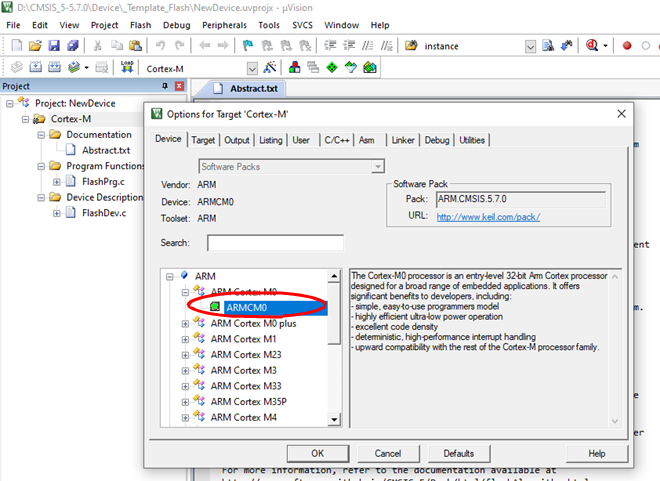 D:\CMSIS_5-5.7.0\Device\_Template_Flash\NewDevice.uvprojx - µVision
File Edit View Project Flash Debug Peripherals Tools SVCS Window Help
instance
LOAD
Cortex-M
Project
Abstract.txt
Project: NewDevice
Cortex-M
Documentation
Abstract.txt
Program Functions
FlashPrg.c
Device Description
FlashDev.c
Options for Target 'Cortex-M'
Device Target Output Listing User C/C++ Asm Linker Debug Utilities
Software Packs
Vendor: ARM
Device: ARMCM0
Toolset: ARM
Search:
Software Pack
Pack: ARM.CMSIS.5.7.0
URL: http://www.keil.com/pack/
ARM
ARM Cortex M0
ARMCM0
ARM Cortex M0 plus
ARM Cortex M1
ARM Cortex M23
ARM Cortex M3
ARM Cortex M33
ARM Cortex M35P
ARM Cortex M4
The Cortex-M0 processor is an entry-level 32-bit Arm Cortex processor
designed for a broad range of embedded applications. It offers
significant benefits to developers, including:
- simple, easy-to-use programmers model
- highly efficient ultra-low power operation
- excellent code density
- deterministic, high-performance interrupt handling
- upward compatibility with the rest of the Cortex-M processor family.
OK Cancel Defaults Help
For more information, refer to the documentation available at